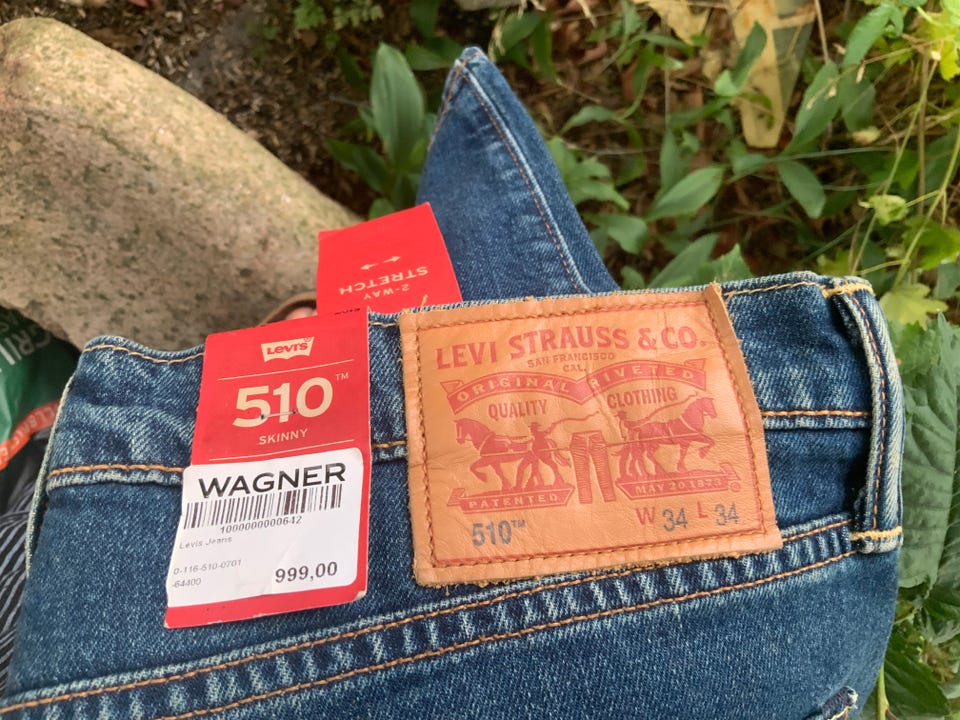 2-WAY
STRETCH
Levi's
510™
SKINNY
WAGNER
1000000000642
Levis Jeans
0-116-510-0701
-64400
999,00
LEVI STRAUSS & CO.
SAN FRANCISCO
CAL.
ORIGINAL RIVETED
QUALITY CLOTHING
PATENTED MAY 20 1873
510™ W 34 L 34